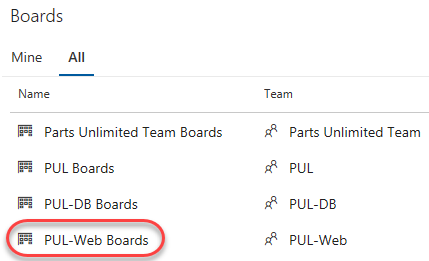 Boards
Mine All
Name Team
Parts Unlimited Team Boards Parts Unlimited Team
PUL Boards PUL
PUL-DB Boards PUL-DB
PUL-Web Boards PUL-Web